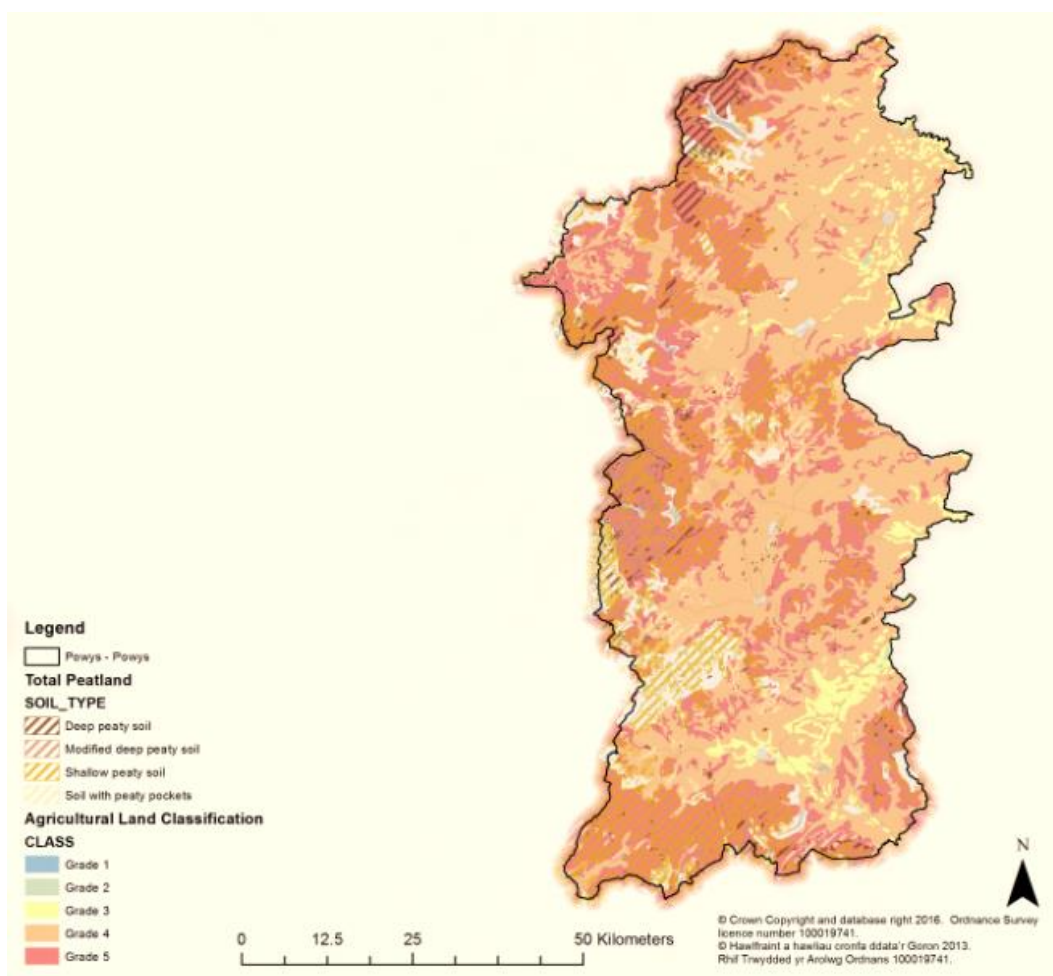 Legend
Powys - Powys
Total Peatland
SOIL_TYPE
Deep peaty soil
Modified deep peaty soil
Shallow peaty soil
Soil with peaty pockets
Agricultural Land Classification
CLASS
Grade 1
Grade 2
Grade 3
Grade 4
Grade 5
0 12.5 25 50 Kilometers
N
© Crown Copyright and database right 2016. Ordnance Survey
licence number 100019741.
© Hawlfraint a hawliau cronfa ddata'r Goron 2013.
Rhif Trwydded yr Arolwg Ordnans 100019741.